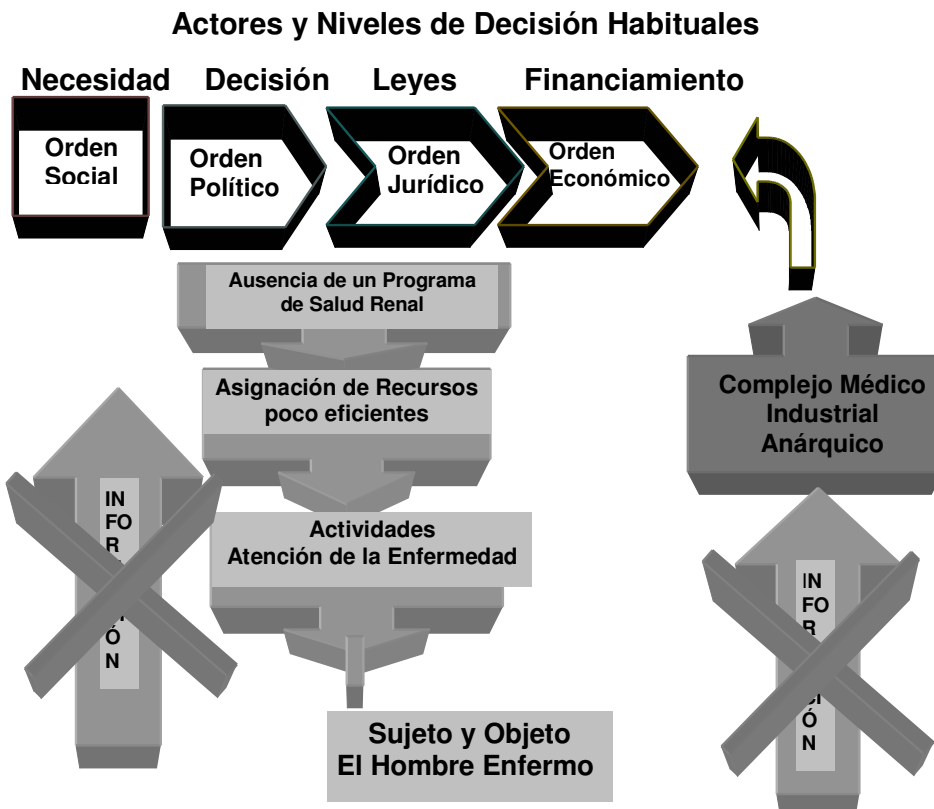 Actores y Niveles de Decisión Habituales
Necesidad Decisión Leyes Financiamiento
Orden
Social
Orden
Político
Orden
Jurídico
Orden
Económico
Ausencia de un Programa
de Salud Renal
Asignación de Recursos
poco eficientes
Actividades
Atención de la Enfermedad
Sujeto y Objeto
El Hombre Enfermo
Complejo Médico
Industrial
Anárquico
IN
FO
R
Ó
N
IN
FO
R
CIÓN